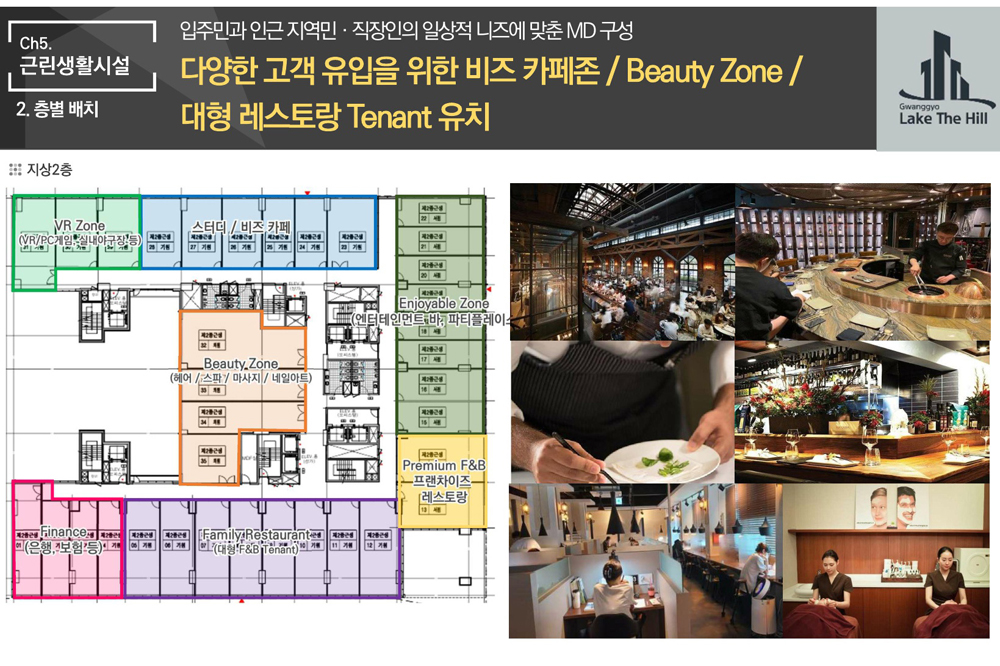 Ch5.
근린생활시설
2. 층별 배치
입주민과 인근 지역민 · 직장인의 일상적 니즈에 맞춘 MD 구성
다양한 고객 유입을 위한 비즈 카페존 / Beauty Zone /
대형 레스토랑 Tenant 유치
Gwanggyo
Lake The Hill
지상2층
VR Zone
(VR/PC게임, 실내야구장 등)
스터디 / 비즈 카페
Enjoyable Zone
(엔터테인먼트 바, 파티플레이스
Beauty Zone
(헤어 / 스파 / 마사지 / 네일아트)
Premium F&B
프랜차이즈
레스토랑
Finance
(은행, 보험 등)
Family Restaurant
(대형 F&B Tenant)